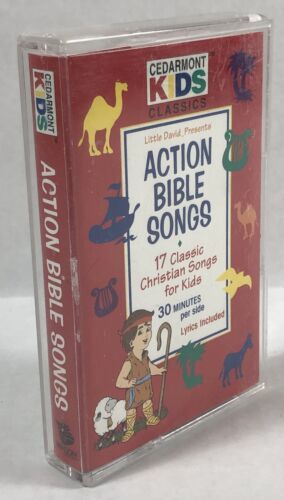 CEDARMONT
KIDS
CLASSICS
Little David Presents
ACTION
BIBLE
SONGS
17 Classic
Christian Songs
for Kids
30 MINUTES
per side
Lyrics Included
CEDARMONT
KIDS
ACTION BIBLE SONGS